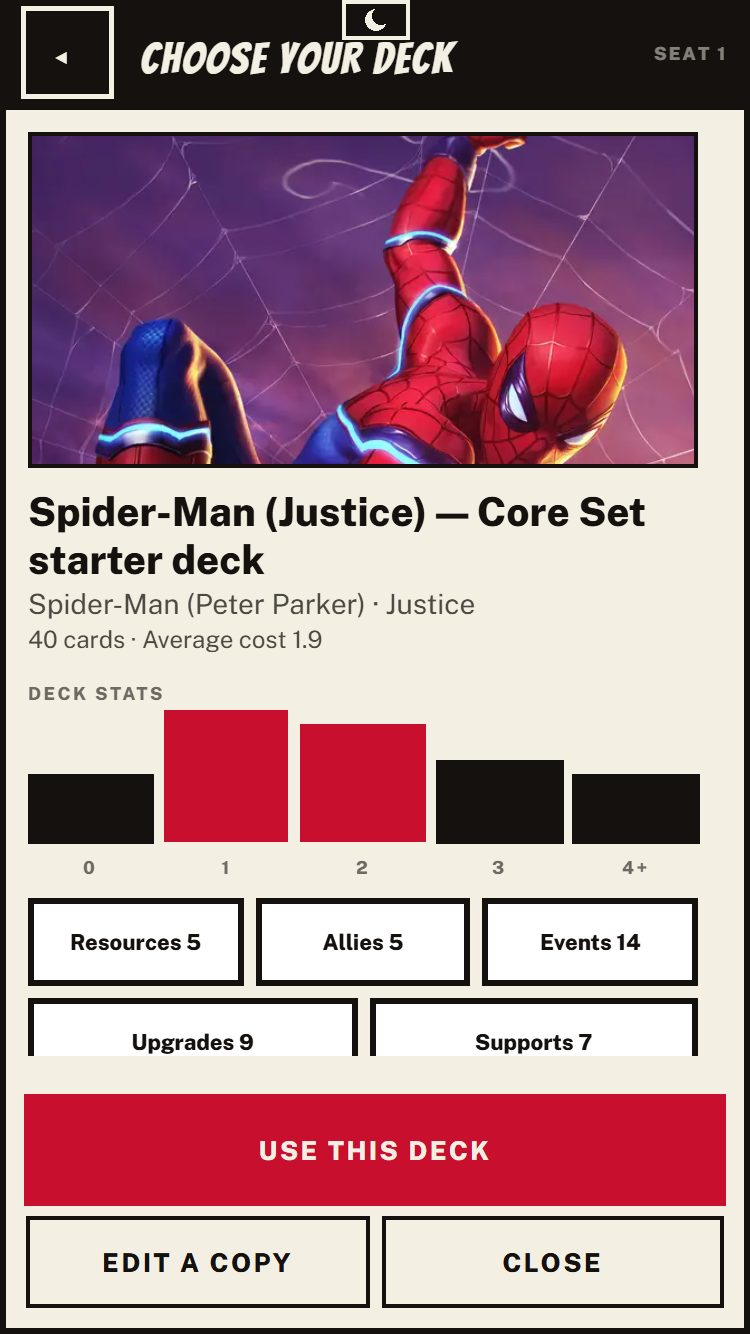 CHOOSE YOUR DECK
SEAT 1
Spider-Man (Justice) — Core Set
starter deck
Spider-Man (Peter Parker) · Justice
40 cards · Average cost 1.9
DECK STATS
0 1 2 3 4+
Resources 5 Allies 5 Events 14
Upgrades 9 Supports 7
USE THIS DECK
EDIT A COPY CLOSE